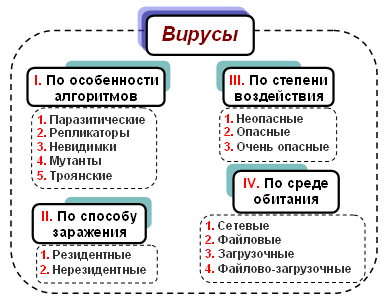 Вирусы
I. По особенности
алгоритмов
1. Паразитические
2. Репликаторы
3. Невидимки
4. Мутанты
5. Троянские
II. По способу
заражения
1. Резидентные
2. Нерезидентные
III. По степени
воздействия
1. Неопасные
2. Опасные
3. Очень опасные
IV. По среде
обитания
1. Сетевые
2. Файловые
3. Загрузочные
4. Файлово-загрузочные